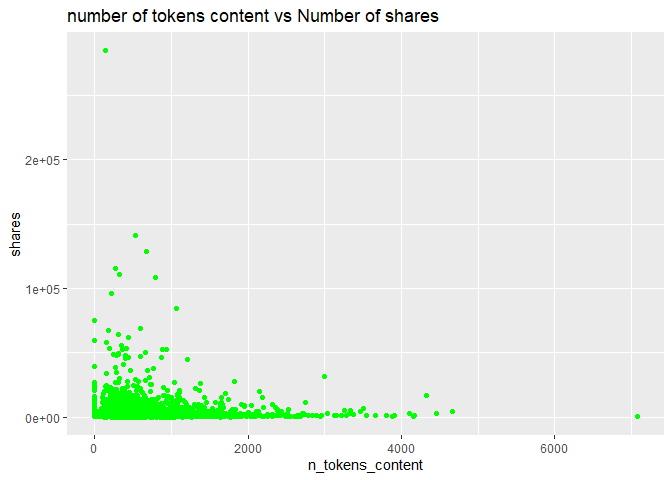 number of tokens content vs Number of shares
shares
2e+05
1e+05
0e+00
0 2000 4000 6000
n_tokens_content